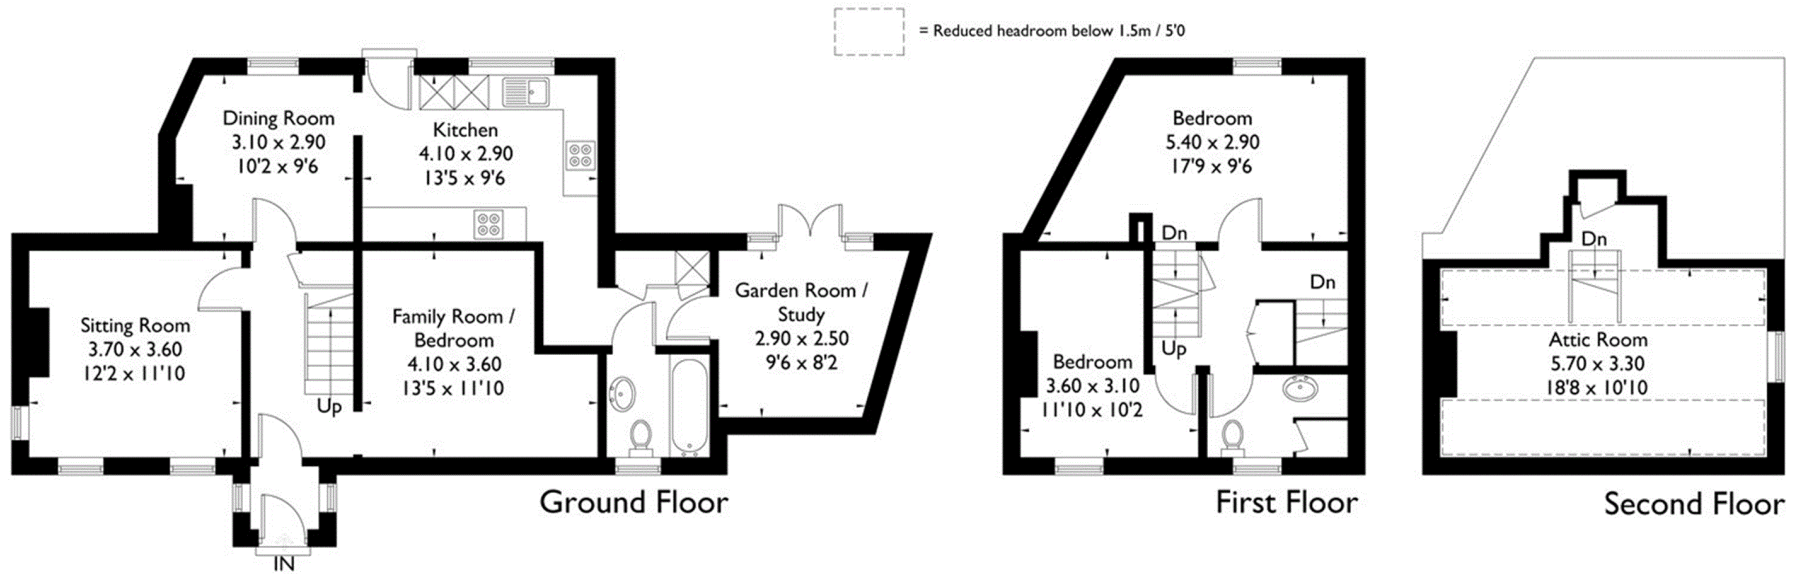 = Reduced headroom below 1.5m / 5'0
Dining Room
3.10 x 2.90
10'2 x 9'6
Kitchen
4.10 x 2.90
13'5 x 9'6
Sitting Room
3.70 x 3.60
12'2 x 11'10
Up
Family Room /
Bedroom
4.10 x 3.60
13'5 x 11'10
Garden Room /
Study
2.90 x 2.50
9'6 x 8'2
IN
Ground Floor
Bedroom
5.40 x 2.90
17'9 x 9'6
Dn
Dn
Up
Bedroom
3.60 x 3.10
11'10 x 10'2
First Floor
Dn
Attic Room
5.70 x 3.30
18'8 x 10'10
Second Floor